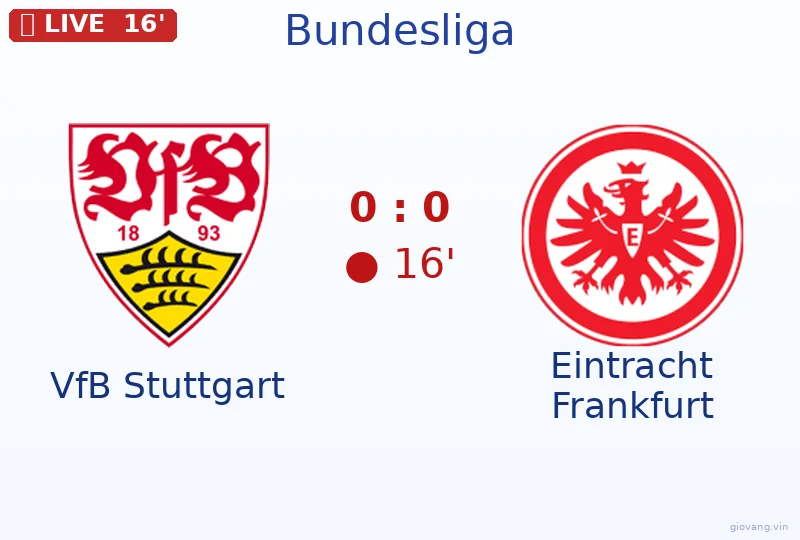 LIVE 16'
Bundesliga
VfB
18 93
0 : 0
● 16'
E
VfB Stuttgart
Eintracht
Frankfurt
giovang.vin